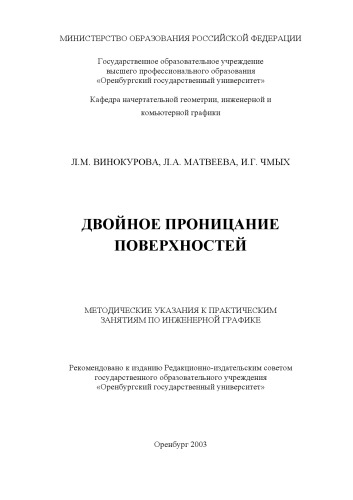 МИНИСТЕРСТВО ОБРАЗОВАНИЯ РОССИЙСКОЙ ФЕДЕРАЦИИ
Государственное образовательное учреждение
высшего профессионального образования
«Оренбургский государственный университет»
Кафедра начертательной геометрии, инженерной и
компьютерной графики
Л.М. ВИНОКУРОВА, Л.А. МАТВЕЕВА, И.Г. ЧМЫХ
ДВОЙНОЕ ПРОНИЦАНИЕ
ПОВЕРХНОСТЕЙ
МЕТОДИЧЕСКИЕ УКАЗАНИЯ К ПРАКТИЧЕСКИМ
ЗАНЯТИЯМ ПО ИНЖЕНЕРНОЙ ГРАФИКЕ
Рекомендовано к изданию Редакционно-издательским советом
государственного образовательного учреждения
«Оренбургский государственный университет»
Оренбург 2003